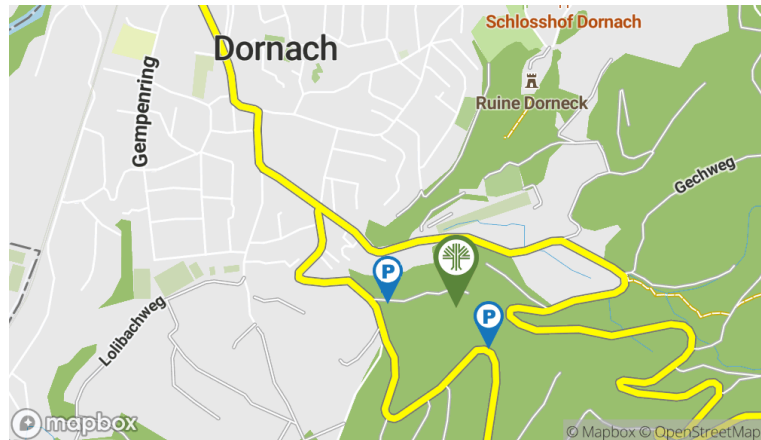 Schlosshof Dornach
Dornach
Ruine Dorneck
Gempenring
Gechweg
P
P
Lolibachweg
mapbox
© Mapbox © OpenStreetMap